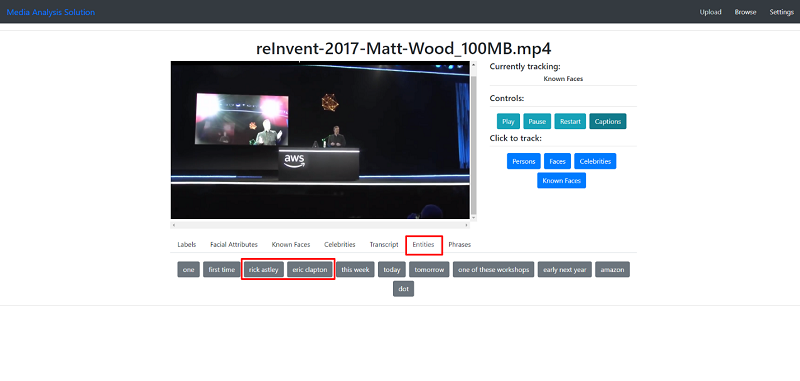 Media Analysis Solution Upload Browse Settings
reInvent-2017-Matt-Wood_100MB.mp4
aws
Currently tracking:
Known Faces
Controls:
Play Pause Restart Captions
Click to track:
Persons Faces Celebrities
Known Faces
Labels Facial Attributes Known Faces Celebrities Transcript Entities Phrases
one first time rick astley eric clapton this week today tomorrow one of these workshops early next year amazon
dot